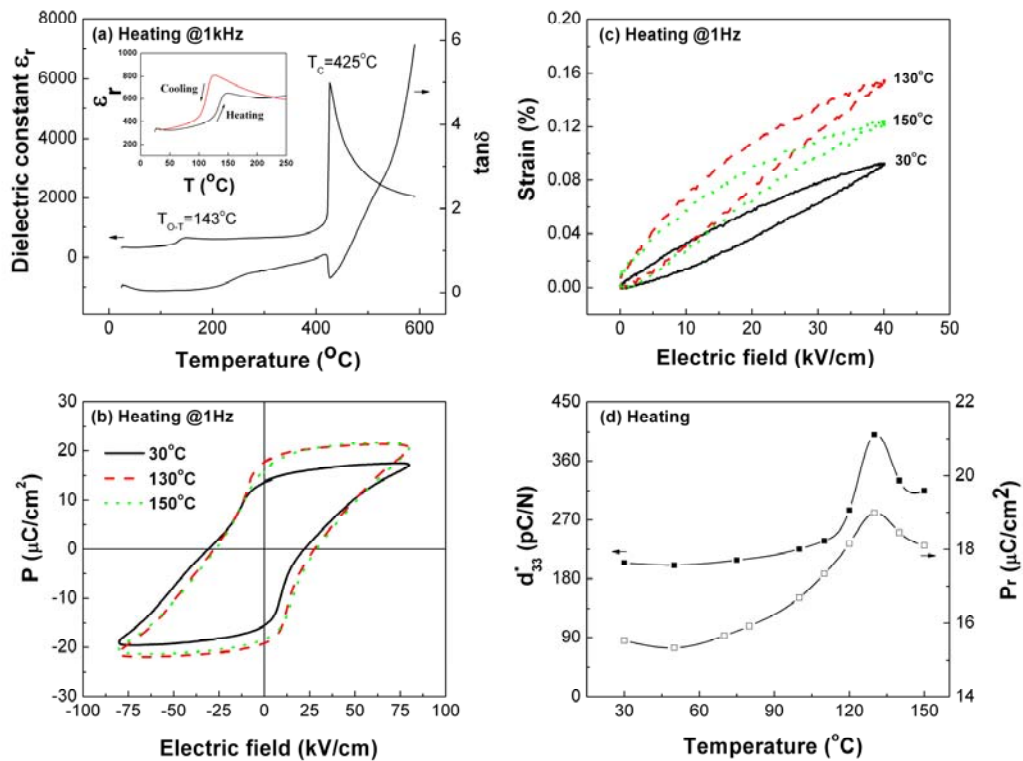 (a) Heating @1kHz
T_C=425°C
T_O-T=143°C
Dielectric constant ε_r
8000
6000
4000
2000
0
6
4
2
0
tanδ
0
200
400
600
Temperature (°C)
ε_r
1000
800
600
400
200
Cooling
Heating
0
50
100
150
200
250
T (°C)
(c) Heating @1Hz
130°C
150°C
30°C
Strain (%)
0.20
0.16
0.12
0.08
0.04
0.00
0
10
20
30
40
50
Electric field (kV/cm)
(b) Heating @1Hz
30°C
130°C
150°C
P (μC/cm²)
30
20
10
0
-10
-20
-30
-100
-75
-50
-25
0
25
50
75
100
Electric field (kV/cm)
(d) Heating
d*33 (pC/N)
450
360
270
180
90
0
22
20
18
16
14
Pr (μC/cm²)
30
60
90
120
150
Temperature (°C)